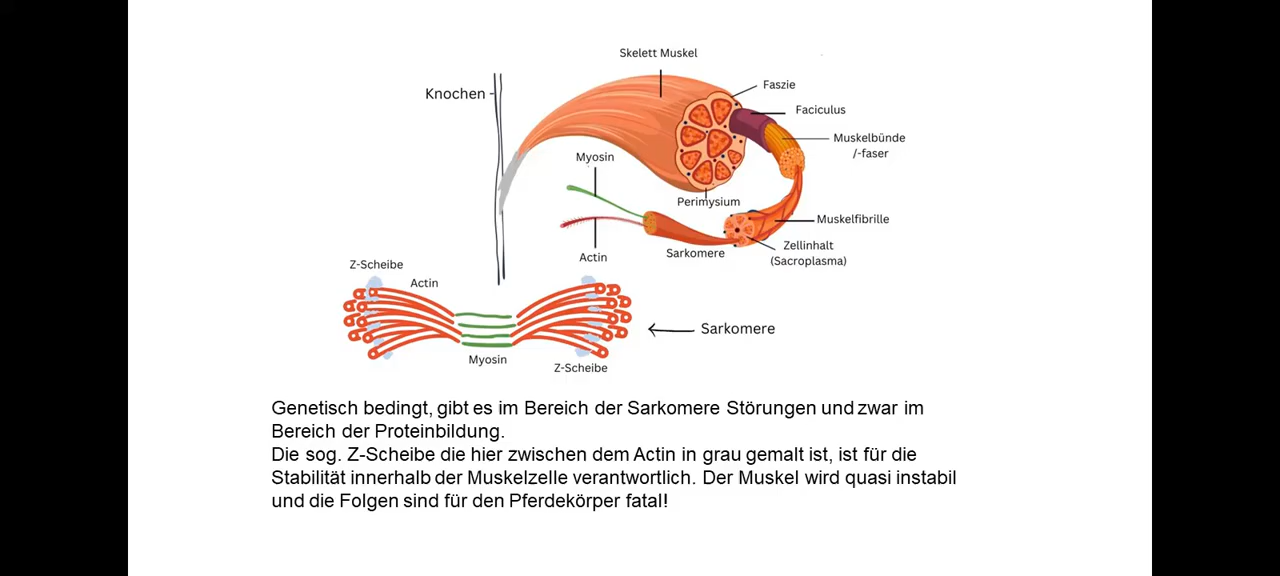 Skelett Muskel
Knochen
Faszie
Faciculus
Muskelbünde
/-faser
Myosin
Perimysium
Muskelfibrille
Zellinhalt
(Sacroplasma)
Sarkomere
Actin
Z-Scheibe
Actin
Sarkomere
Myosin
Z-Scheibe
Genetisch bedingt, gibt es im Bereich der Sarkomere Störungen und zwar im
Bereich der Proteinbildung.
Die sog. Z-Scheibe die hier zwischen dem Actin in grau gemalt ist, ist für die
Stabilität innerhalb der Muskelzelle verantwortlich. Der Muskel wird quasi instabil
und die Folgen sind für den Pferdekörper fatal!